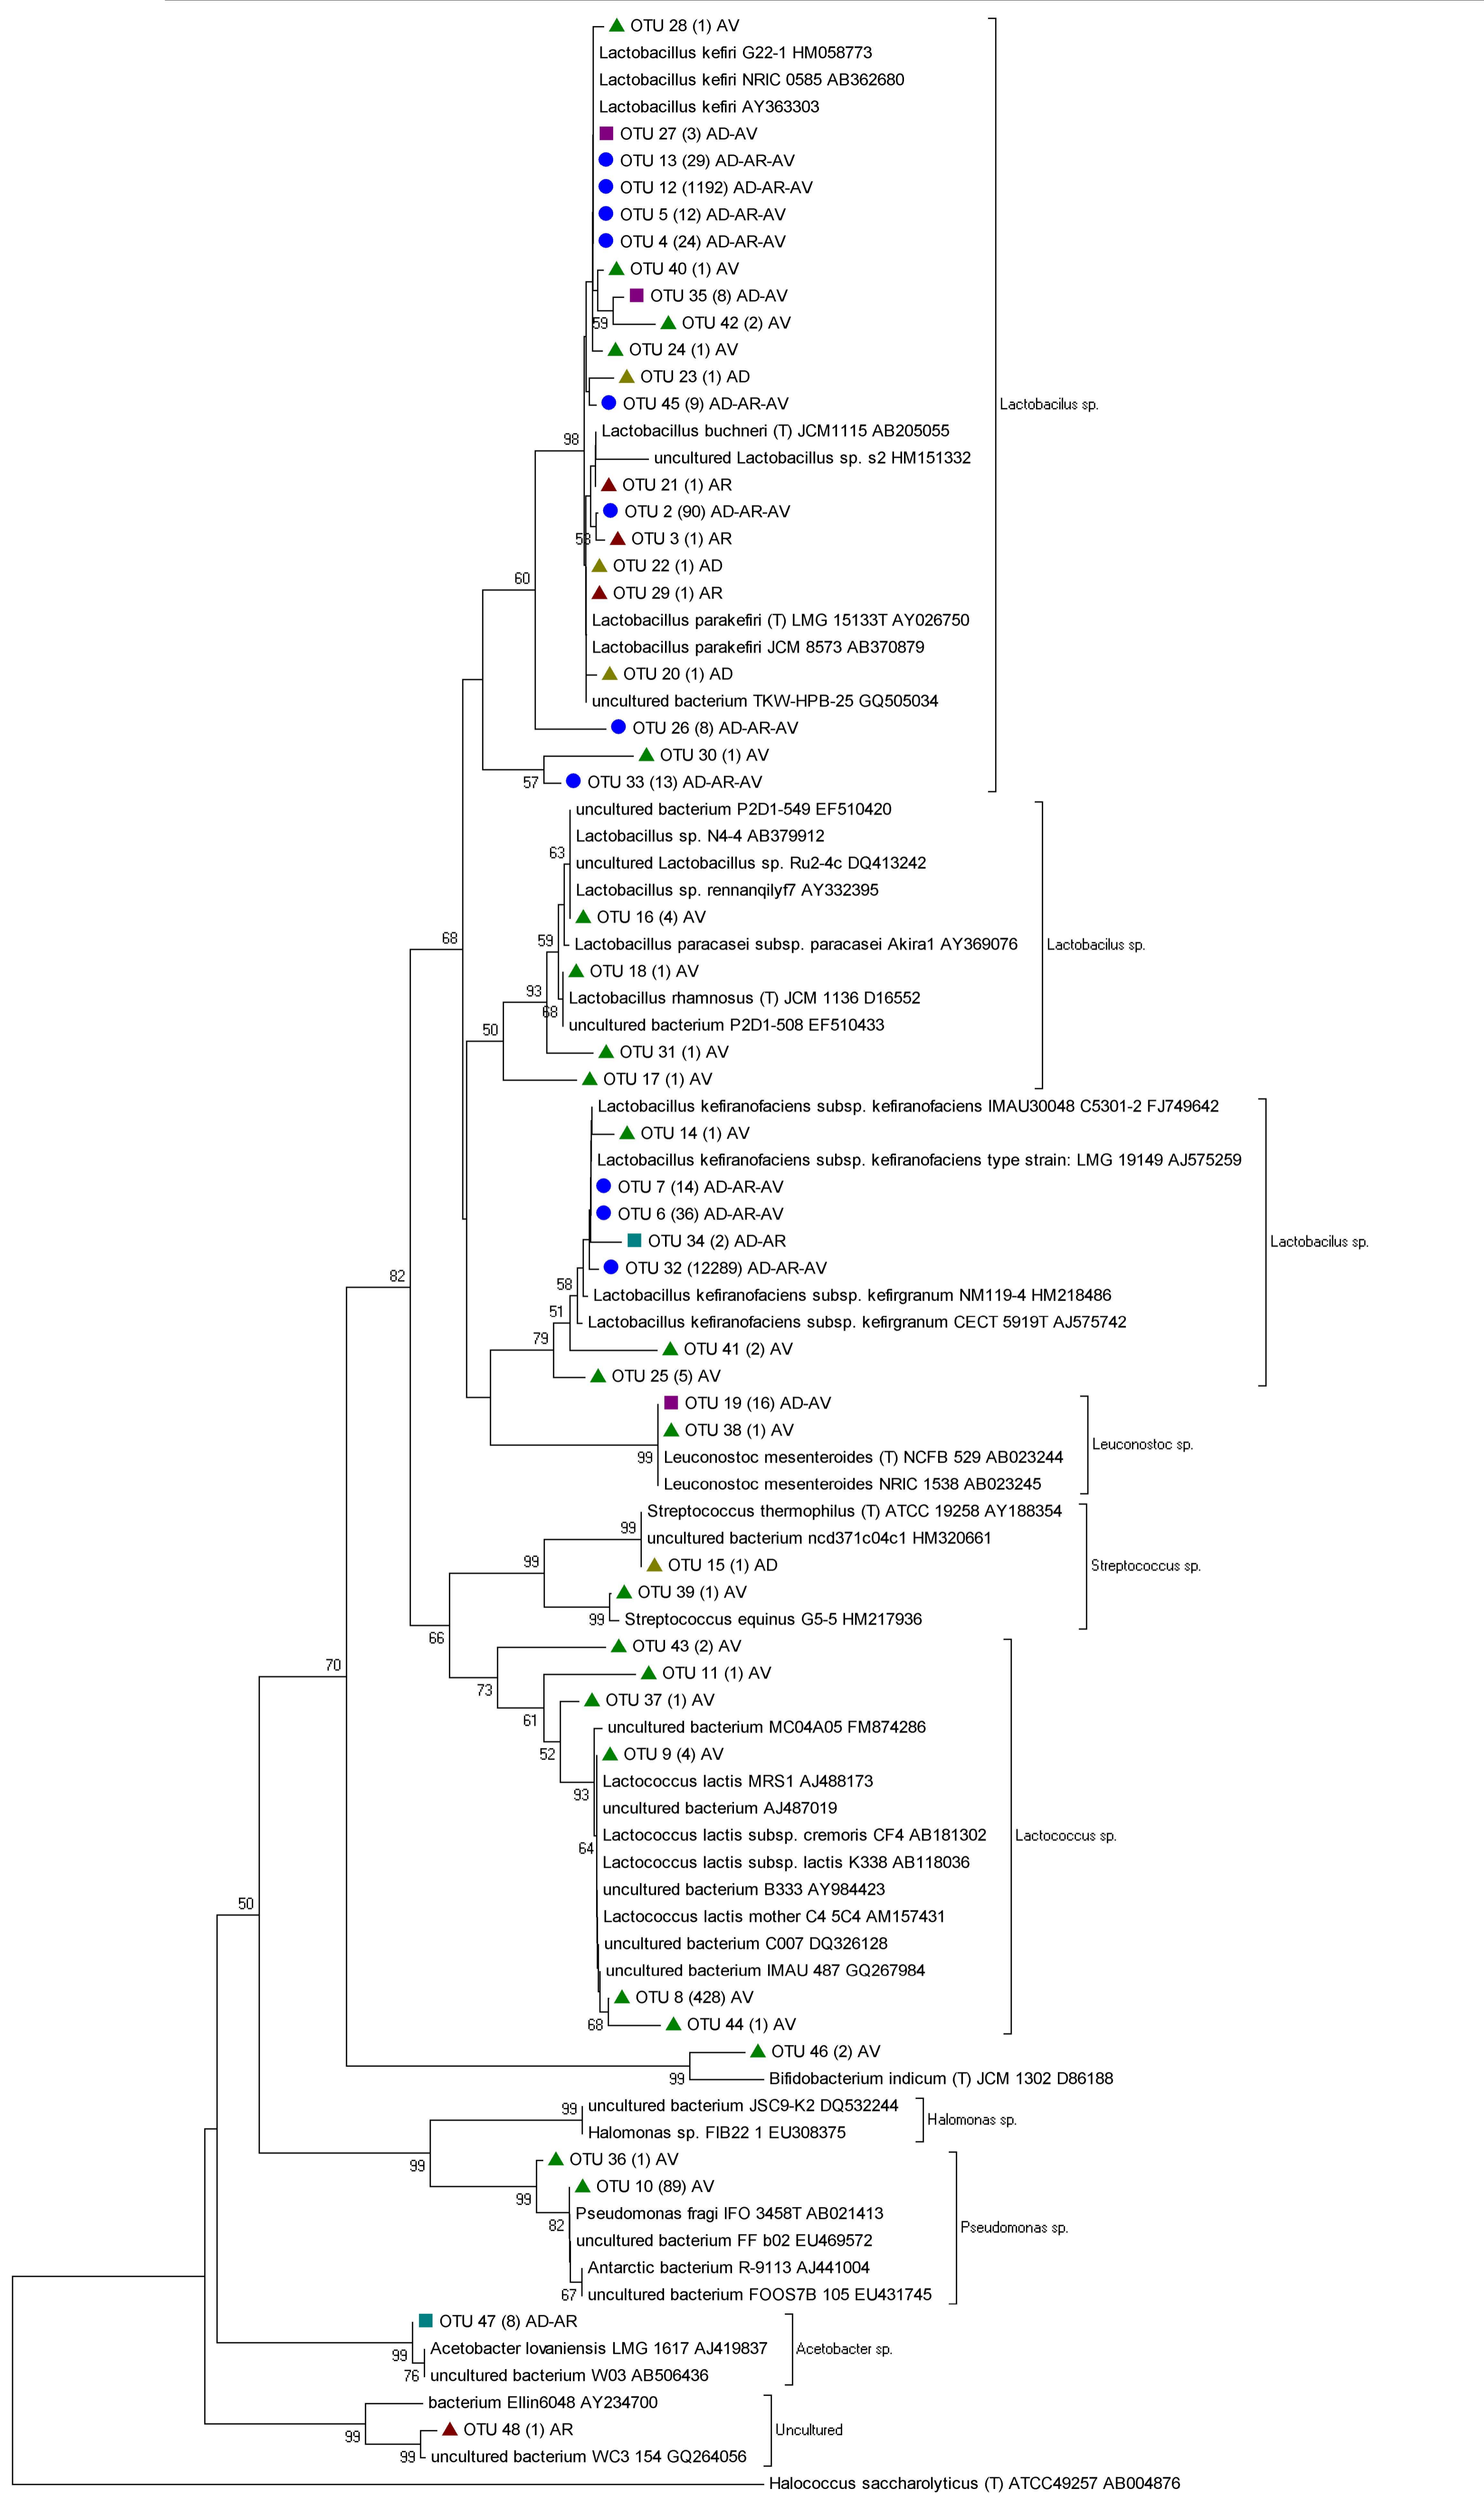 OTU 28 (1) AV
Lactobacillus kefiri G22-1 HM058773
Lactobacillus kefiri NRIC 0585 AB362680
Lactobacillus kefiri AY363303
OTU 27 (3) AD-AV
OTU 13 (29) AD-AR-AV
OTU 12 (1192) AD-AR-AV
OTU 5 (12) AD-AR-AV
OTU 4 (24) AD-AR-AV
OTU 40 (1) AV
OTU 35 (8) AD-AV
59
OTU 42 (2) AV
OTU 24 (1) AV
OTU 23 (1) AD
OTU 45 (9) AD-AR-AV
Lactobacilus sp.
Lactobacillus buchneri (T) JCM1115 AB205055
98
uncultured Lactobacillus sp. s2 HM151332
OTU 21 (1) AR
OTU 2 (90) AD-AR-AV
58
OTU 3 (1) AR
OTU 22 (1) AD
60
OTU 29 (1) AR
Lactobacillus parakefiri (T) LMG 15133T AY026750
Lactobacillus parakefiri JCM 8573 AB370879
OTU 20 (1) AD
uncultured bacterium TKW-HPB-25 GQ505034
OTU 26 (8) AD-AR-AV
OTU 30 (1) AV
57
OTU 33 (13) AD-AR-AV
uncultured bacterium P2D1-549 EF510420
Lactobacillus sp. N4-4 AB379912
63
uncultured Lactobacillus sp. Ru2-4c DQ413242
Lactobacillus sp. rennanqilyf7 AY332395
OTU 16 (4) AV
68
59
Lactobacillus paracasei subsp. paracasei Akira1 AY369076
Lactobacilus sp.
OTU 18 (1) AV
93
Lactobacillus rhamnosus (T) JCM 1136 D16552
68
uncultured bacterium P2D1-508 EF510433
50
OTU 31 (1) AV
OTU 17 (1) AV
Lactobacillus kefiranofaciens subsp. kefiranofaciens IMAU30048 C5301-2 FJ749642
OTU 14 (1) AV
Lactobacillus kefiranofaciens subsp. kefiranofaciens type strain: LMG 19149 AJ575259
OTU 7 (14) AD-AR-AV
OTU 6 (36) AD-AR-AV
OTU 34 (2) AD-AR
Lactobacilus sp.
OTU 32 (12289) AD-AR-AV
82
58
Lactobacillus kefiranofaciens subsp. kefirgranum NM119-4 HM218486
51
Lactobacillus kefiranofaciens subsp. kefirgranum CECT 5919T AJ575742
79
OTU 41 (2) AV
OTU 25 (5) AV
OTU 19 (16) AD-AV
OTU 38 (1) AV
Leuconostoc sp.
99
Leuconostoc mesenteroides (T) NCFB 529 AB023244
Leuconostoc mesenteroides NRIC 1538 AB023245
Streptococcus thermophilus (T) ATCC 19258 AY188354
99
uncultured bacterium ncd371c04c1 HM320661
99
OTU 15 (1) AD
Streptococcus sp.
OTU 39 (1) AV
99
Streptococcus equinus G5-5 HM217936
66
OTU 43 (2) AV
70
OTU 11 (1) AV
73
OTU 37 (1) AV
61
uncultured bacterium MC04A05 FM874286
52
OTU 9 (4) AV
Lactococcus lactis MRS1 AJ488173
93
uncultured bacterium AJ487019
Lactococcus lactis subsp. cremoris CF4 AB181302
Lactococcus sp.
64
Lactococcus lactis subsp. lactis K338 AB118036
uncultured bacterium B333 AY984423
50
Lactococcus lactis mother C4 5C4 AM157431
uncultured bacterium C007 DQ326128
uncultured bacterium IMAU 487 GQ267984
OTU 8 (428) AV
68
OTU 44 (1) AV
OTU 46 (2) AV
99
Bifidobacterium indicum (T) JCM 1302 D86188
99
uncultured bacterium JSC9-K2 DQ532244
Halomonas sp.
Halomonas sp. FIB22 1 EU308375
99
OTU 36 (1) AV
OTU 10 (89) AV
99
Pseudomonas fragi IFO 3458T AB021413
82
Pseudomonas sp.
uncultured bacterium FF b02 EU469572
Antarctic bacterium R-9113 AJ441004
67
uncultured bacterium FOOS7B 105 EU431745
OTU 47 (8) AD-AR
99
Acetobacter lovaniensis LMG 1617 AJ419837
Acetobacter sp.
76
uncultured bacterium W03 AB506436
bacterium Ellin6048 AY234700
99
OTU 48 (1) AR
Uncultured
99
uncultured bacterium WC3 154 GQ264056
Halococcus saccharolyticus (T) ATCC49257 AB004876